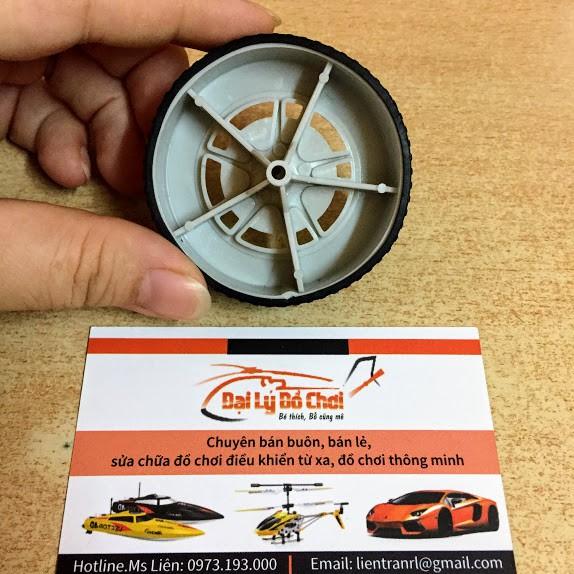 Đại Lý Đồ Chơi
Bé thích, Bố cũng mê
Chuyên bán buôn, bán lẻ,
sửa chữa đồ chơi điều khiển từ xa, đồ chơi thông minh
Hotline.Ms Liên: 0973.193.000 | Email: lientranrl@gmail.com